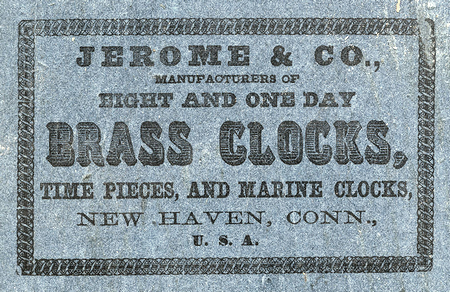 JEROME & CO.,
MANUFACTURERS OF
EIGHT AND ONE DAY
BRASS CLOCKS,
TIME PIECES, AND MARINE CLOCKS,
NEW HAVEN, CONN.,
U. S. A.